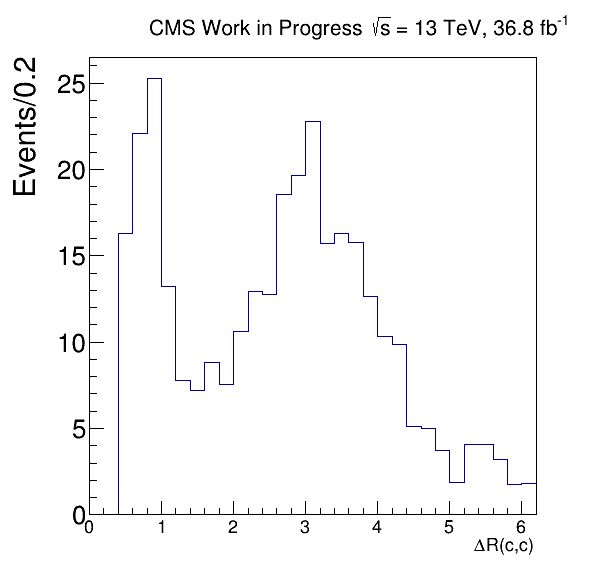 CMS Work in Progress √s = 13 TeV, 36.8 fb⁻¹
Events/0.2
25
20
15
10
5
0
0 1 2 3 4 5 6
ΔR(c,c)